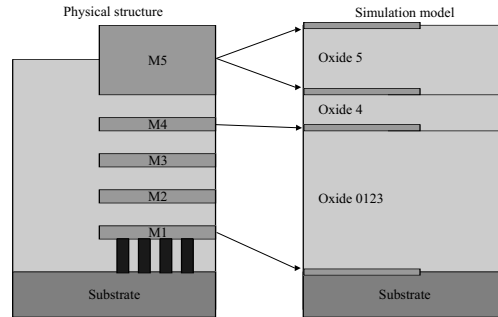 Physical structure
Simulation model
M5
M4
M3
M2
M1
Substrate
Oxide 5
Oxide 4
Oxide 0123
Substrate